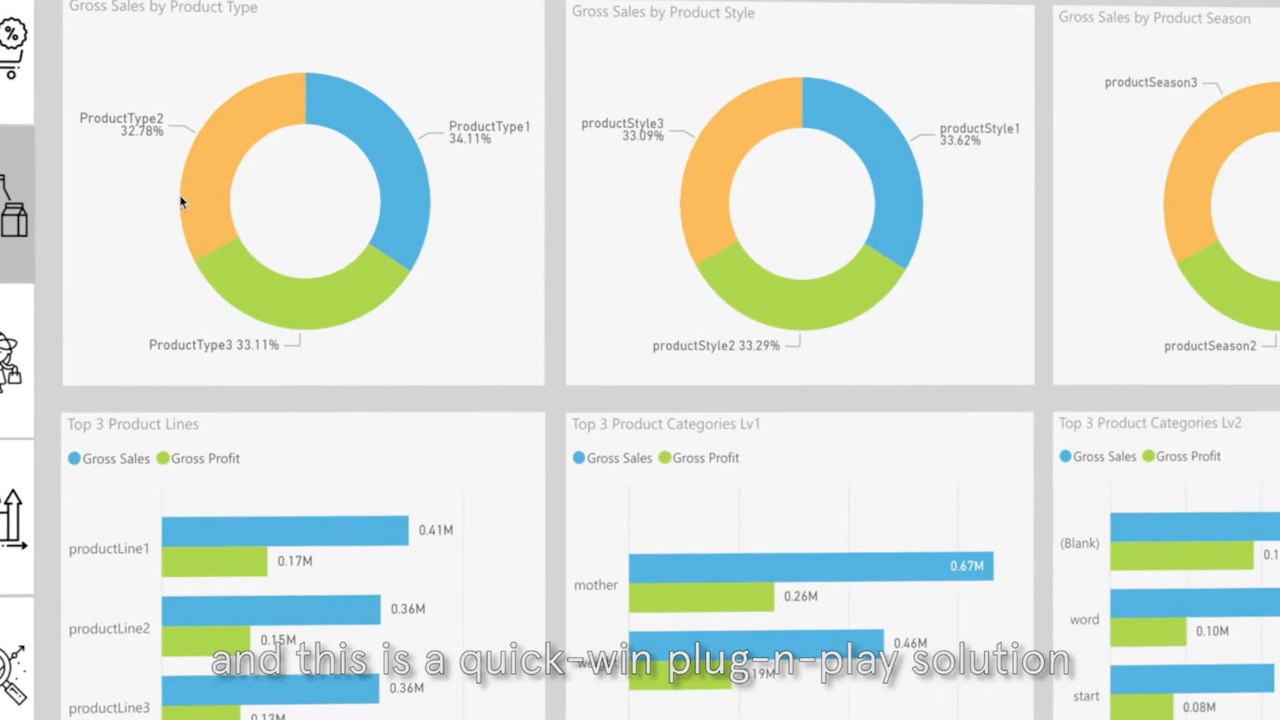 Gross Sales by Product Type
Gross Sales by Product Style
Gross Sales by Product Season
%
ProductType2
32.78%
ProductType1
34.11%
ProductType3 33.11%
productStyle3
33.09%
productStyle1
33.62%
productStyle2 33.29%
productSeason3
productSeason2
Top 3 Product Lines
Gross Sales Gross Profit
productLine1
0.41M
0.17M
productLine2
0.36M
0.15M
productLine3
0.36M
0.13M
Top 3 Product Categories Lv1
Gross Sales Gross Profit
mother
0.67M
0.26M
0.46M
Top 3 Product Categories Lv2
Gross Sales Gross Profit
(Blank)
word
0.10M
start
0.08M
and this is a quick-win plug-n-play solution